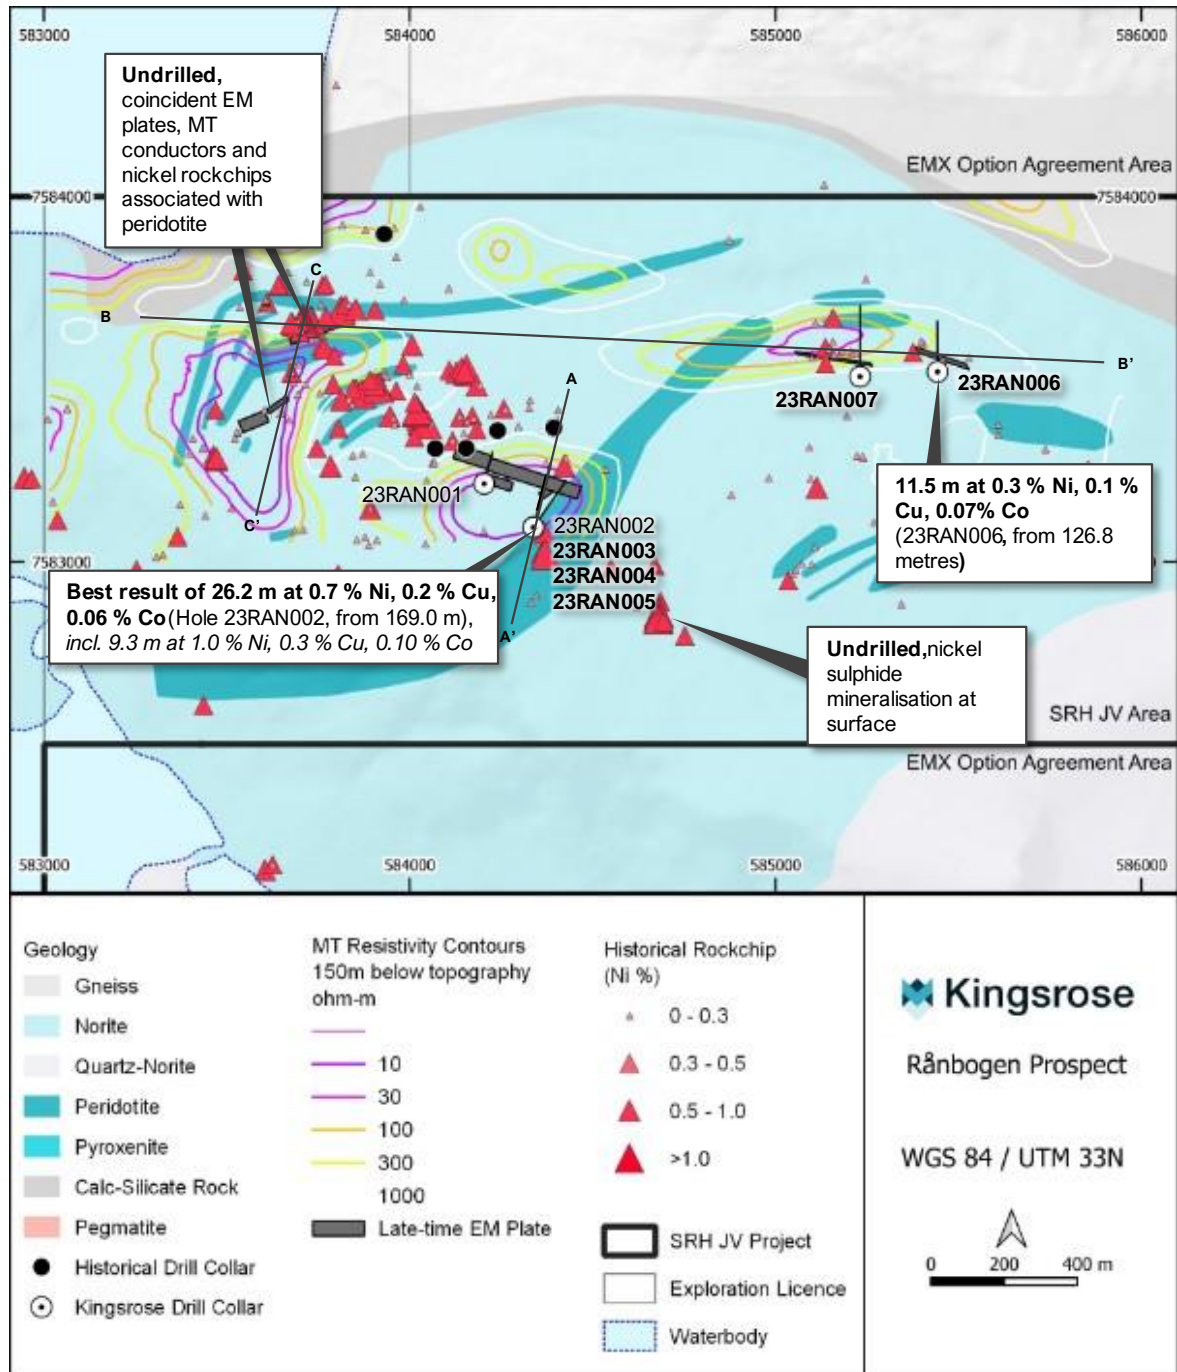 583000
584000
585000
586000
Undrilled,
coincident EM
plates, MT
conductors and
nickel rockchips
associated with
peridotite
EMX Option Agreement Area
7584000
7584000
C
B
A
B'
23RAN007
23RAN006
23RAN001
C'
23RAN002
23RAN003
23RAN004
23RAN005
11.5 m at 0.3 % Ni, 0.1 %
Cu, 0.07% Co
(23RAN006, from 126.8
metres)
7583000
7583000
Best result of 26.2 m at 0.7 % Ni, 0.2 % Cu,
0.06 % Co (Hole 23RAN002, from 169.0 m),
incl. 9.3 m at 1.0 % Ni, 0.3 % Cu, 0.10 % Co
A'
Undrilled,nickel
sulphide
mineralisation at
surface
SRH JV Area
EMX Option Agreement Area
583000
584000
585000
586000
Geology
Gneiss
Norite
Quartz-Norite
Peridotite
Pyroxenite
Calc-Silicate Rock
Pegmatite
Historical Drill Collar
Kingsrose Drill Collar
MT Resistivity Contours
150m below topography
ohm-m
10
30
100
300
1000
Late-time EM Plate
Historical Rockchip
(Ni %)
0 - 0.3
0.3 - 0.5
0.5 - 1.0
>1.0
SRH JV Project
Exploration Licence
Waterbody
Kingsrose
Rånbogen Prospect
WGS 84 / UTM 33N
0 200 400 m